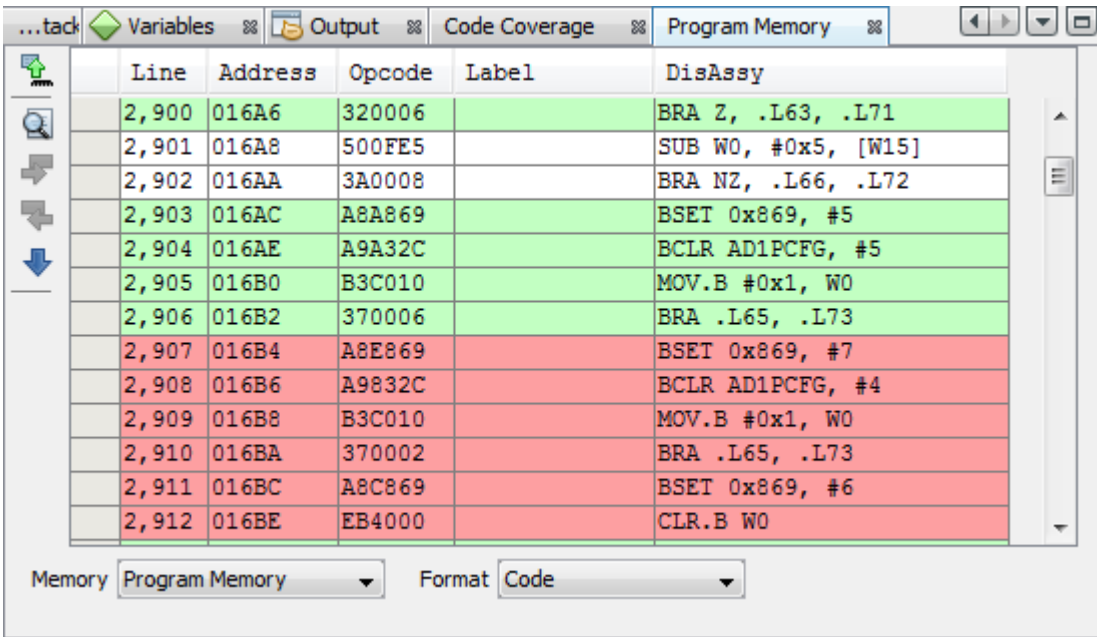 ...tack Variables Output Code Coverage Program Memory
Line Address Opcode Label DisAssy
2,900 016A6 320006 BRA Z, .L63, .L71
2,901 016A8 500FE5 SUB W0, #0x5, [W15]
2,902 016AA 3A0008 BRA NZ, .L66, .L72
2,903 016AC A8A869 BSET 0x869, #5
2,904 016AE A9A32C BCLR AD1PCFG, #5
2,905 016B0 B3C010 MOV.B #0x1, W0
2,906 016B2 370006 BRA .L65, .L73
2,907 016B4 A8E869 BSET 0x869, #7
2,908 016B6 A9832C BCLR AD1PCFG, #4
2,909 016B8 B3C010 MOV.B #0x1, W0
2,910 016BA 370002 BRA .L65, .L73
2,911 016BC A8C869 BSET 0x869, #6
2,912 016BE EB4000 CLR.B W0
Memory Program Memory Format Code